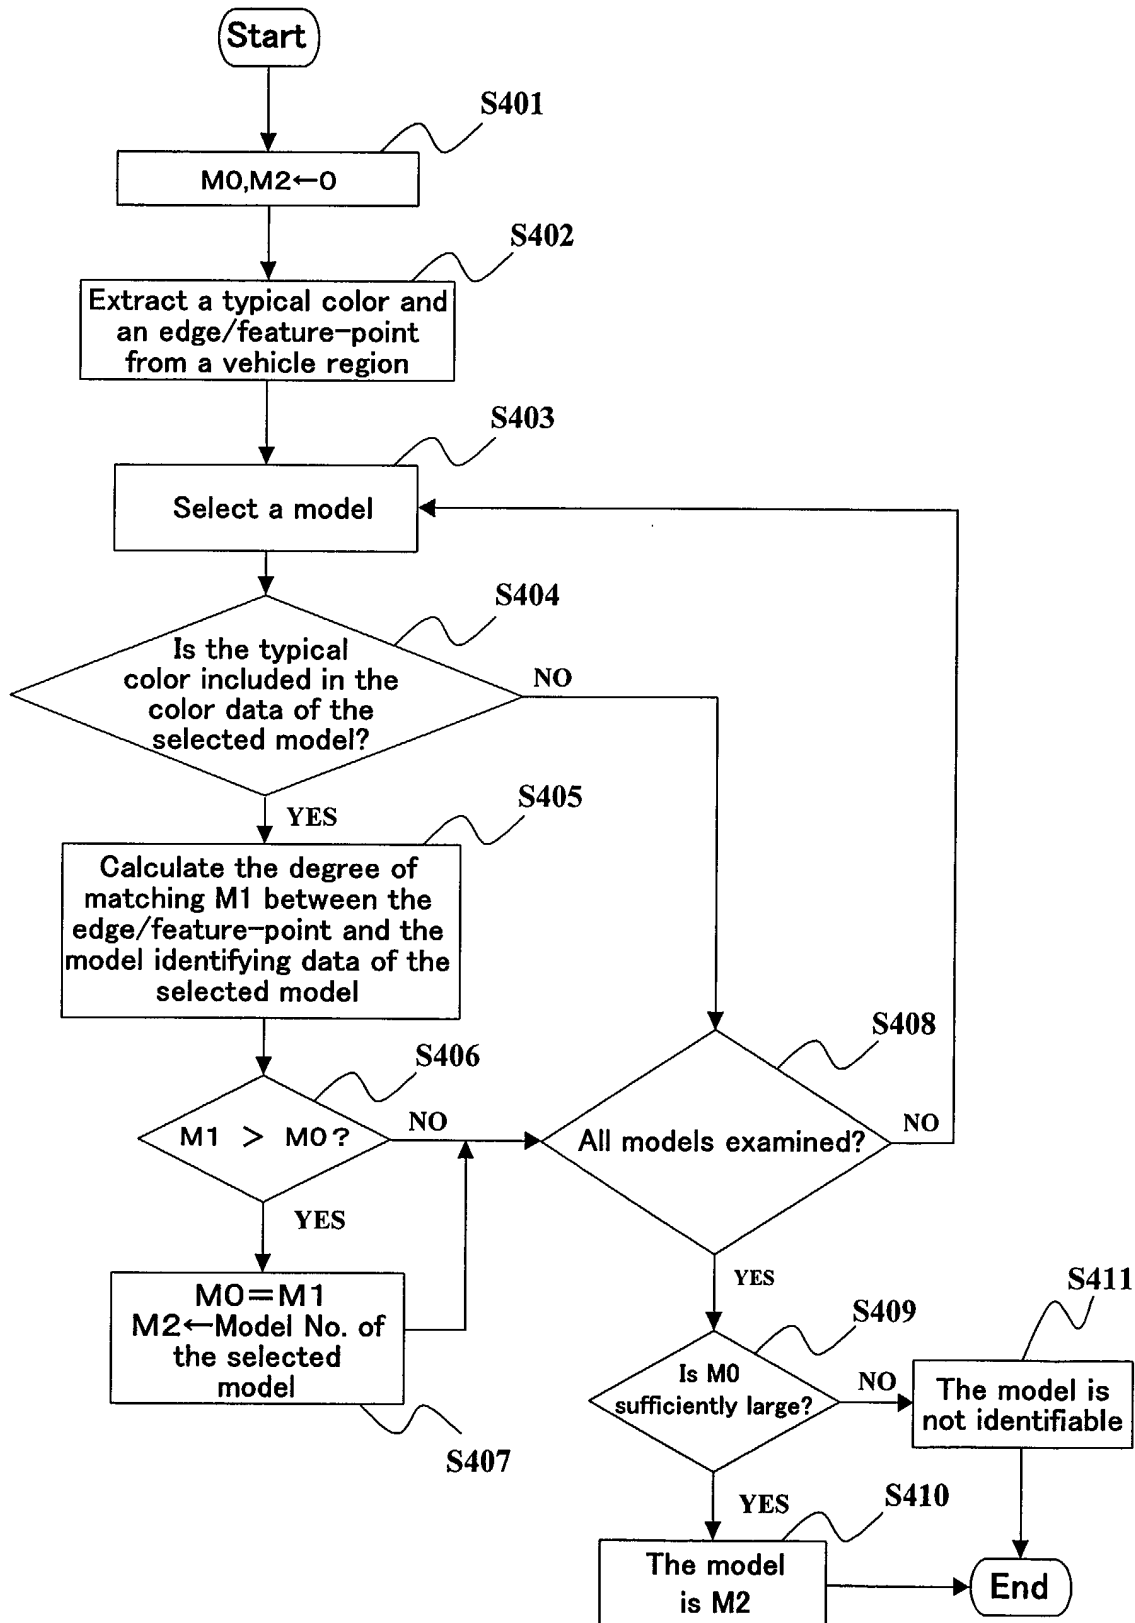 Start
S401
M0,M2←0
S402
Extract a typical color and
an edge/feature-point
from a vehicle region
S403
Select a model
S404
Is the typical
color included in the
color data of the
selected model?
NO
YES
S405
Calculate the degree of
matching M1 between the
edge/feature-point and the
model identifying data of the
selected model
S406
M1 > M0?
NO
YES
M0=M1
M2←Model No. of
the selected
model
S407
S408
All models examined?
NO
YES
S409
Is M0
sufficiently large?
NO
S411
The model is
not identifiable
YES
S410
The model
is M2
End